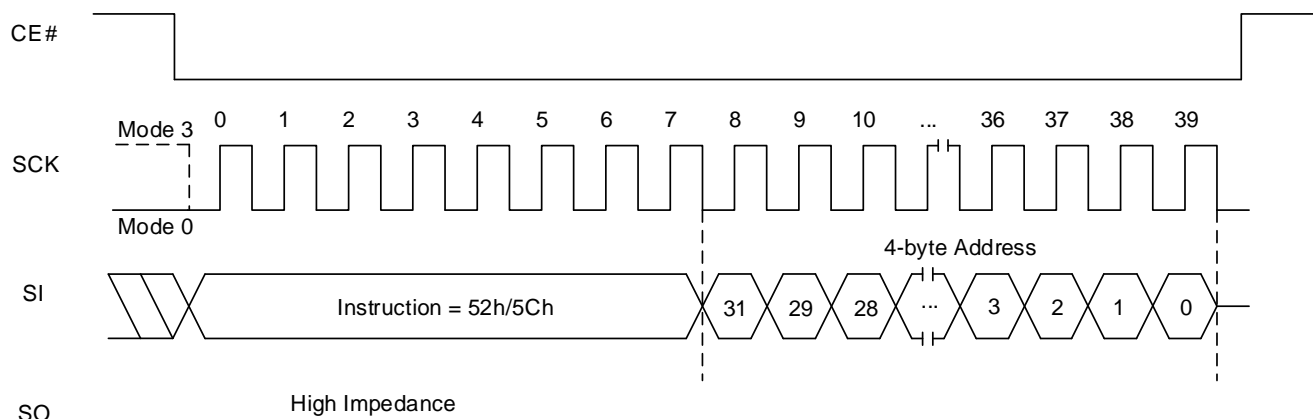 CE#
Mode 3
0 1 2 3 4 5 6 7 8 9 10 ... 36 37 38 39
SCK
Mode 0
4-byte Address
SI
Instruction = 52h/5Ch
31 29 28 ... 3 2 1 0
High Impedance
SO